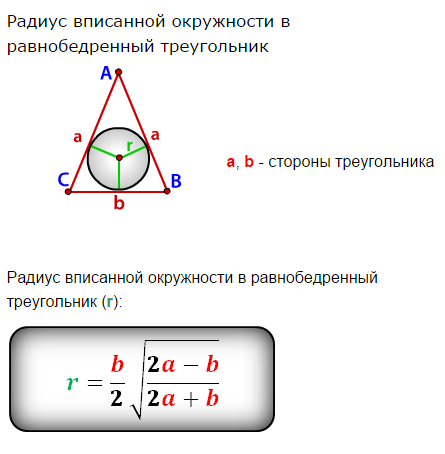 Радиус вписанной окружности в
равнобедренный треугольник
A
a
a
r
C
B
b
a, b - стороны треугольника
Радиус вписанной окружности в равнобедренный
треугольник (r):
r = b/2 √((2a − b)/(2a + b))